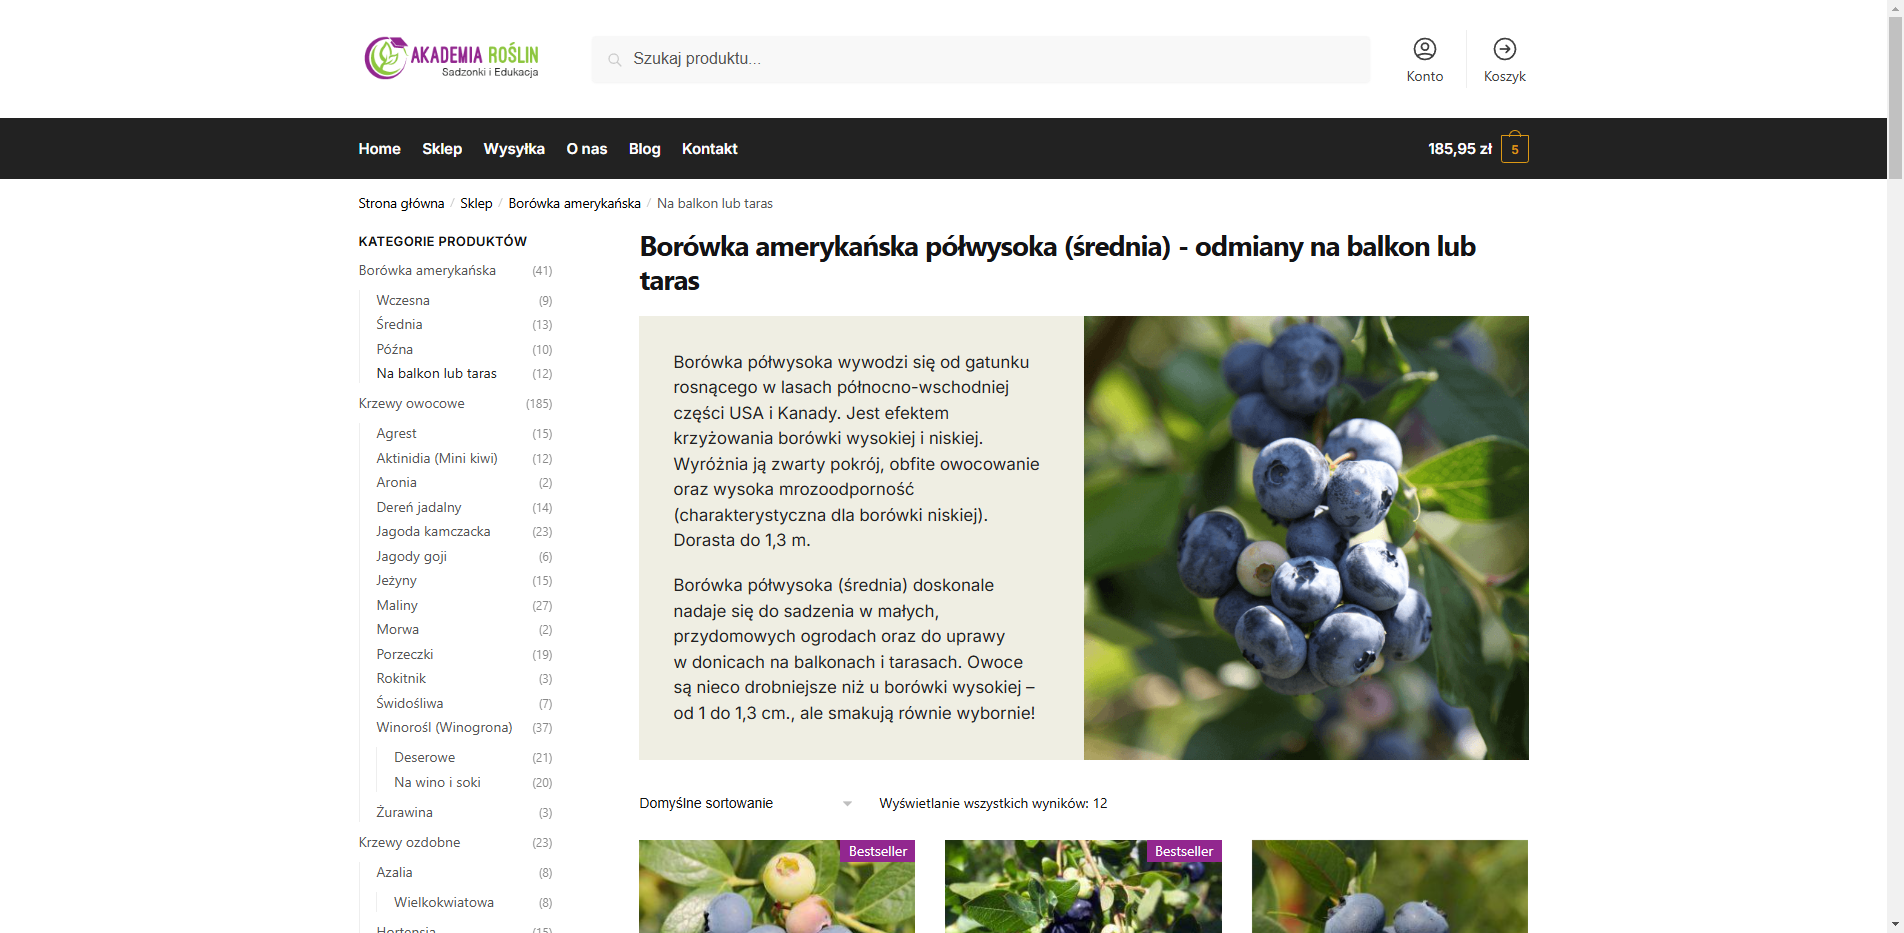 AKADEMIA ROŚLIN
Sadzonki i Edukacja
Szukaj produktu...
Konto
Koszyk
Home
Sklep
Wysyłka
O nas
Blog
Kontakt
185,95 zł
5
Strona główna / Sklep / Borówka amerykańska / Na balkon lub taras
KATEGORIE PRODUKTÓW
Borówka amerykańska (41)
Wczesna (9)
Średnia (13)
Późna (10)
Na balkon lub taras (12)
Krzewy owocowe (185)
Agrest (15)
Aktinidia (Mini kiwi) (12)
Aronia (2)
Dereń jadalny (14)
Jagoda kamczacka (23)
Jagody goji (6)
Jeżyny (15)
Maliny (27)
Morwa (2)
Porzeczki (19)
Rokitnik (3)
Świdośliwa (7)
Winorośl (Winogrona) (37)
Deserowe (21)
Na wino i soki (20)
Żurawina (3)
Krzewy ozdobne (23)
Azalia (8)
Wielkokwiatowa (8)
Hortensja (15)
Borówka amerykańska półwysoka (średnia) - odmiany na balkon lub
taras
Borówka półwysoka wywodzi się od gatunku
rosnącego w lasach północno-wschodniej
części USA i Kanady. Jest efektem
krzyżowania borówki wysokiej i niskiej.
Wyróżnia ją zwarty pokrój, obfite owocowanie
oraz wysoka mrozoodporność
(charakterystyczna dla borówki niskiej).
Dorasta do 1,3 m.
Borówka półwysoka (średnia) doskonale
nadaje się do sadzenia w małych,
przydomowych ogrodach oraz do uprawy
w donicach na balkonach i tarasach. Owoce
są nieco drobniejsze niż u borówki wysokiej –
od 1 do 1,3 cm., ale smakują równie wybornie!
Domyślne sortowanie
Wyświetlanie wszystkich wyników: 12
Bestseller
Bestseller